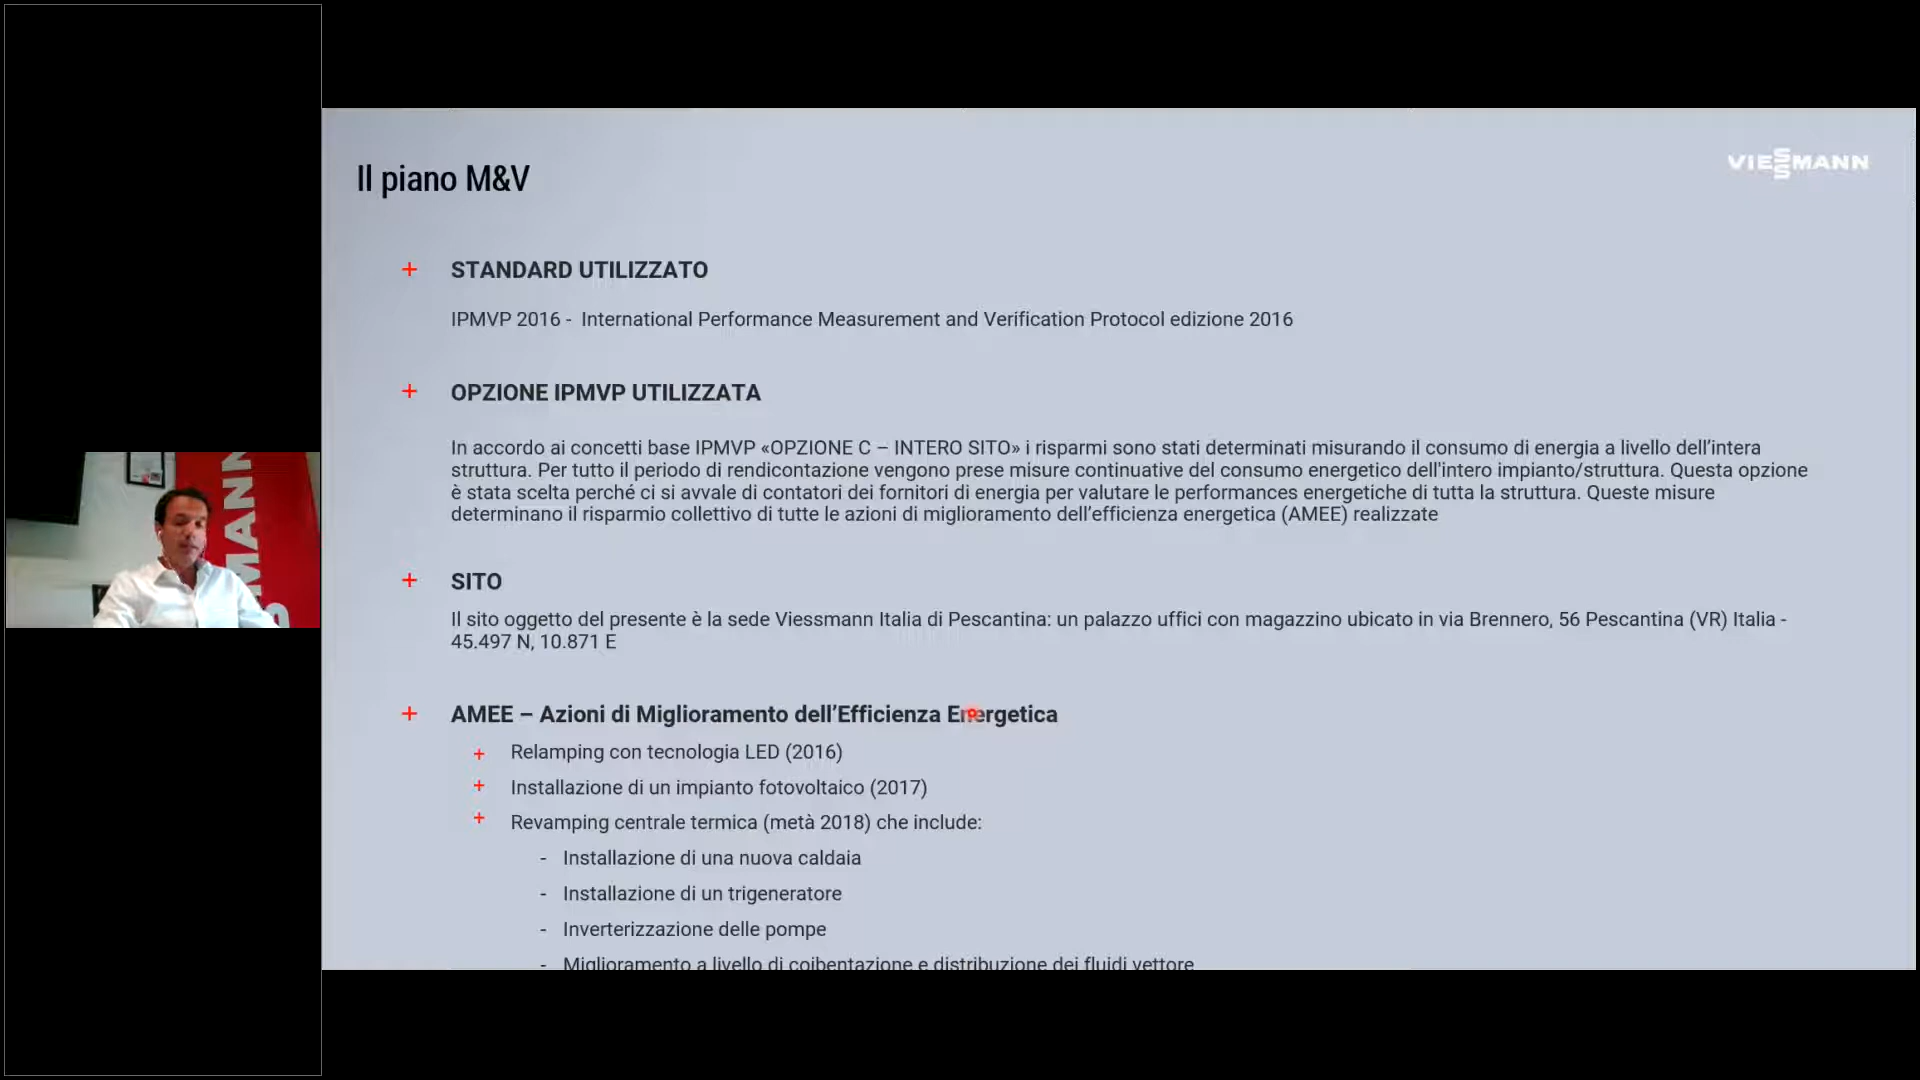 Il piano M&V
VIESSMANN
+ STANDARD UTILIZZATO
IPMVP 2016 - International Performance Measurement and Verification Protocol edizione 2016
+ OPZIONE IPMVP UTILIZZATA
In accordo ai concetti base IPMVP «OPZIONE C – INTERO SITO» i risparmi sono stati determinati misurando il consumo di energia a livello dell’intera
struttura. Per tutto il periodo di rendicontazione vengono prese misure continuative del consumo energetico dell'intero impianto/struttura. Questa opzione
è stata scelta perché ci si avvale di contatori dei fornitori di energia per valutare le performances energetiche di tutta la struttura. Queste misure
determinano il risparmio collettivo di tutte le azioni di miglioramento dell’efficienza energetica (AMEE) realizzate
+ SITO
Il sito oggetto del presente è la sede Viessmann Italia di Pescantina: un palazzo uffici con magazzino ubicato in via Brennero, 56 Pescantina (VR) Italia -
45.497 N, 10.871 E
+ AMEE – Azioni di Miglioramento dell’Efficienza Energetica
+ Relamping con tecnologia LED (2016)
+ Installazione di un impianto fotovoltaico (2017)
+ Revamping centrale termica (metà 2018) che include:
- Installazione di una nuova caldaia
- Installazione di un trigeneratore
- Inverterizzazione delle pompe
- Miglioramento a livello di coibentazione e distribuzione dei fluidi vettore
SMANN